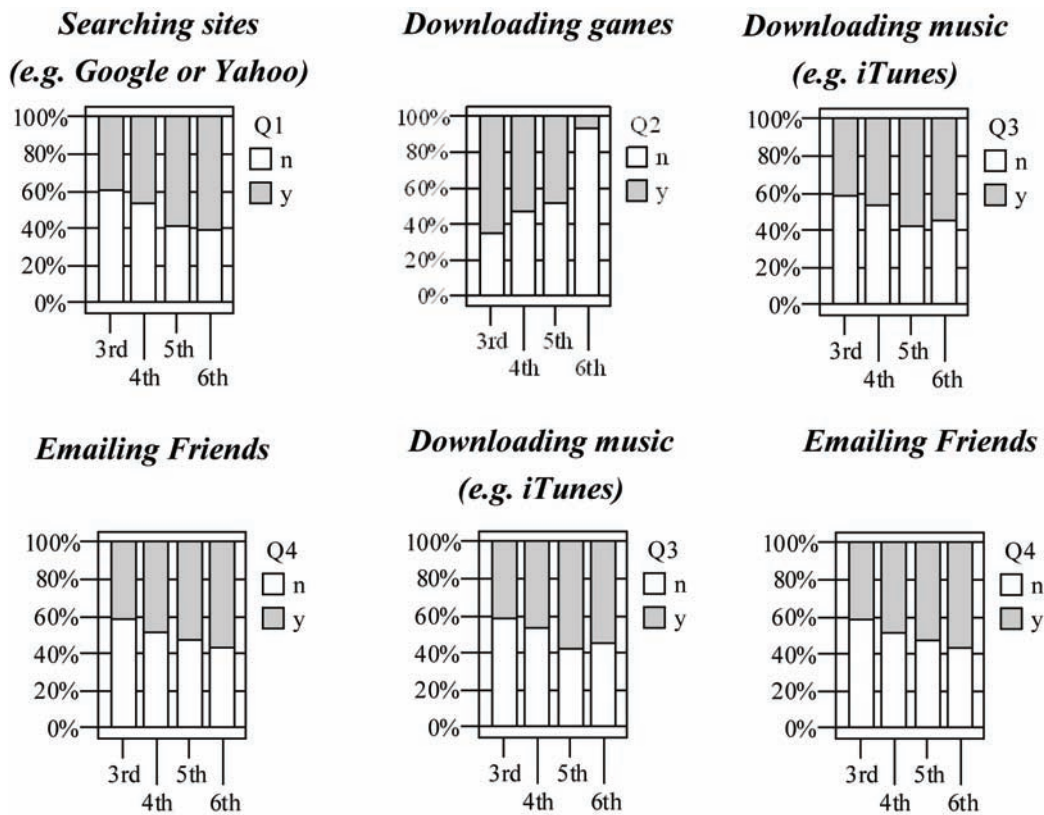 Searching sites
(e.g. Google or Yahoo)
100%
80%
60%
40%
20%
0%
Q1
n
y
3rd
4th
5th
6th
Downloading games
100%
80%
60%
40%
20%
0%
Q2
n
y
3rd
4th
5th
6th
Downloading music
(e.g. iTunes)
100%
80%
60%
40%
20%
0%
Q3
n
y
3rd
4th
5th
6th
Emailing Friends
100%
80%
60%
40%
20%
0%
Q4
n
y
3rd
4th
5th
6th
Downloading music
(e.g. iTunes)
100%
80%
60%
40%
20%
0%
Q3
n
y
3rd
4th
5th
6th
Emailing Friends
100%
80%
60%
40%
20%
0%
Q4
n
y
3rd
4th
5th
6th